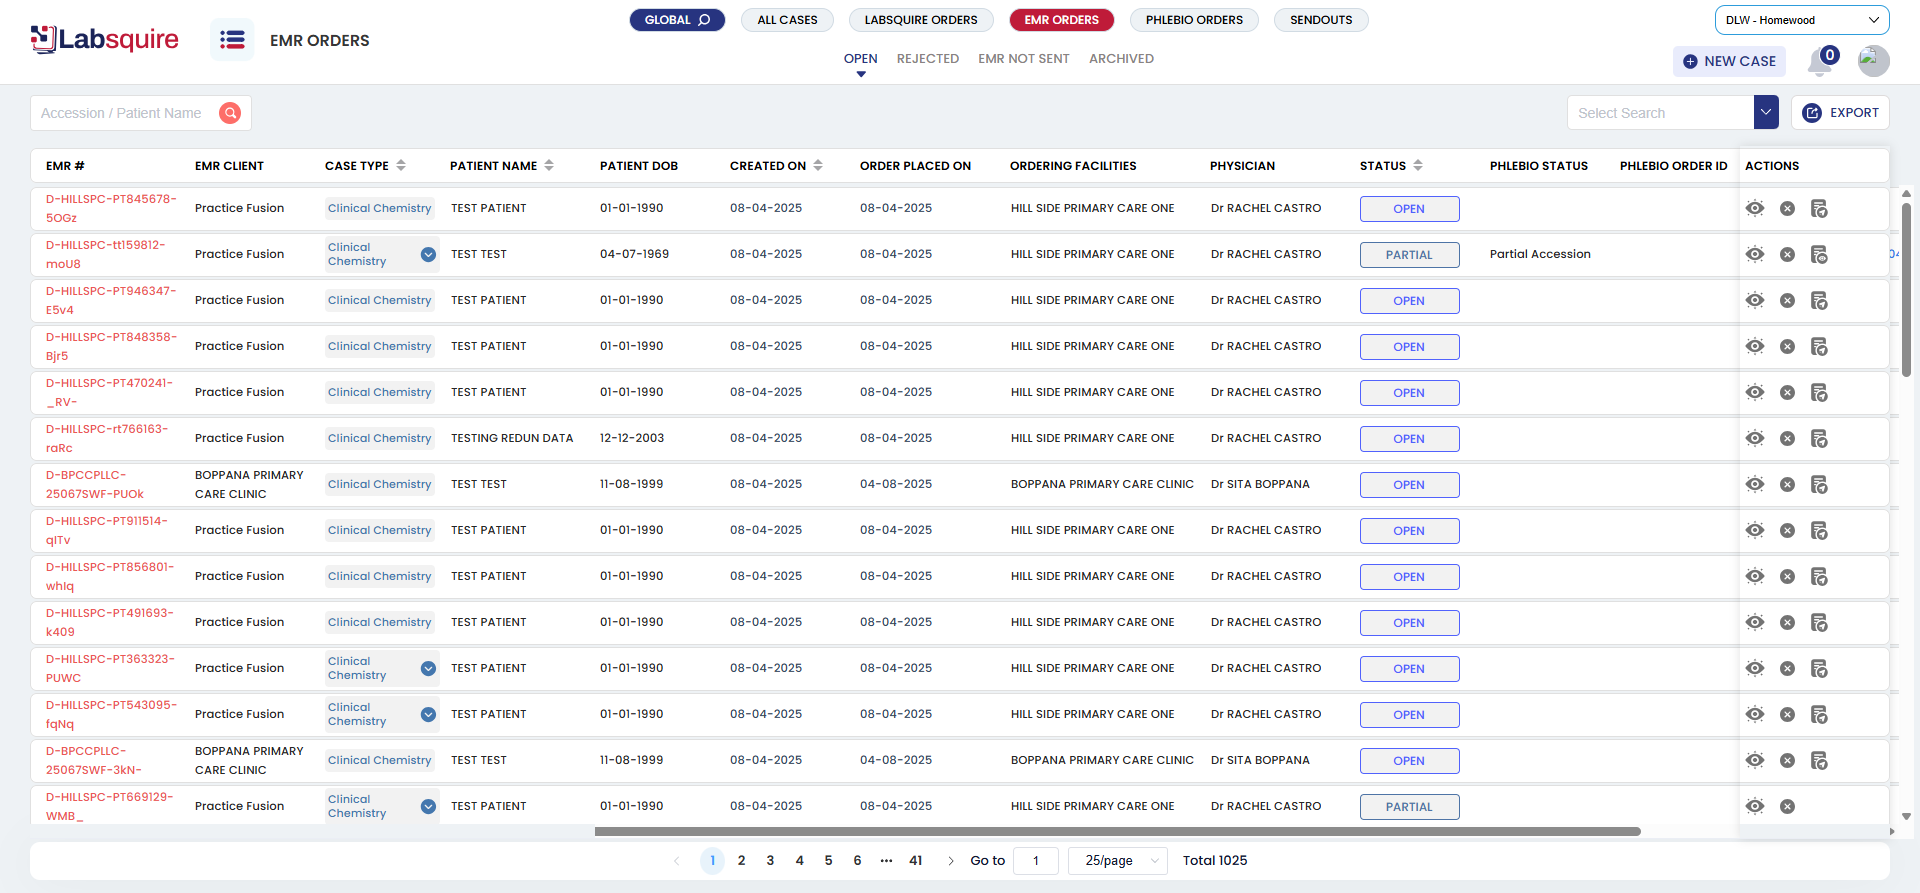 Labsquire
EMR ORDERS
GLOBAL
ALL CASES
LABSQUIRE ORDERS
EMR ORDERS
PHLEBIO ORDERS
SENDOUTS
OPEN
REJECTED
EMR NOT SENT
ARCHIVED
DLW - Homewood
NEW CASE
0
Accession / Patient Name
Select Search
EXPORT
EMR # EMR CLIENT CASE TYPE PATIENT NAME PATIENT DOB CREATED ON ORDER PLACED ON ORDERING FACILITIES PHYSICIAN STATUS PHLEBIO STATUS PHLEBIO ORDER ID ACTIONS
D-HILLSPC-PT845678-
5OGz
Practice Fusion Clinical Chemistry TEST PATIENT 01-01-1990 08-04-2025 08-04-2025 HILL SIDE PRIMARY CARE ONE Dr RACHEL CASTRO OPEN
D-HILLSPC-tt159812-
moU8
Practice Fusion
Clinical
Chemistry
TEST TEST 04-07-1969 08-04-2025 08-04-2025 HILL SIDE PRIMARY CARE ONE Dr RACHEL CASTRO PARTIAL Partial Accession 04
D-HILLSPC-PT946347-
E5v4
Practice Fusion Clinical Chemistry TEST PATIENT 01-01-1990 08-04-2025 08-04-2025 HILL SIDE PRIMARY CARE ONE Dr RACHEL CASTRO OPEN
D-HILLSPC-PT848358-
Bjr5
Practice Fusion Clinical Chemistry TEST PATIENT 01-01-1990 08-04-2025 08-04-2025 HILL SIDE PRIMARY CARE ONE Dr RACHEL CASTRO OPEN
D-HILLSPC-PT470241-
_RV-
Practice Fusion Clinical Chemistry TEST PATIENT 01-01-1990 08-04-2025 08-04-2025 HILL SIDE PRIMARY CARE ONE Dr RACHEL CASTRO OPEN
D-HILLSPC-rt766163-
raRc
Practice Fusion Clinical Chemistry TESTING REDUN DATA 12-12-2003 08-04-2025 08-04-2025 HILL SIDE PRIMARY CARE ONE Dr RACHEL CASTRO OPEN
D-BPCCPLLC-
25067SWF-PUOk
BOPPANA PRIMARY
CARE CLINIC
Clinical Chemistry TEST TEST 11-08-1999 08-04-2025 04-08-2025 BOPPANA PRIMARY CARE CLINIC Dr SITA BOPPANA OPEN
D-HILLSPC-PT911514-
qITv
Practice Fusion Clinical Chemistry TEST PATIENT 01-01-1990 08-04-2025 08-04-2025 HILL SIDE PRIMARY CARE ONE Dr RACHEL CASTRO OPEN
D-HILLSPC-PT856801-
whIq
Practice Fusion Clinical Chemistry TEST PATIENT 01-01-1990 08-04-2025 08-04-2025 HILL SIDE PRIMARY CARE ONE Dr RACHEL CASTRO OPEN
D-HILLSPC-PT491693-
k409
Practice Fusion Clinical Chemistry TEST PATIENT 01-01-1990 08-04-2025 08-04-2025 HILL SIDE PRIMARY CARE ONE Dr RACHEL CASTRO OPEN
D-HILLSPC-PT363323-
PUWC
Practice Fusion
Clinical
Chemistry
TEST PATIENT 01-01-1990 08-04-2025 08-04-2025 HILL SIDE PRIMARY CARE ONE Dr RACHEL CASTRO OPEN
D-HILLSPC-PT543095-
fqNq
Practice Fusion
Clinical
Chemistry
TEST PATIENT 01-01-1990 08-04-2025 08-04-2025 HILL SIDE PRIMARY CARE ONE Dr RACHEL CASTRO OPEN
D-BPCCPLLC-
25067SWF-3kN-
BOPPANA PRIMARY
CARE CLINIC
Clinical Chemistry TEST TEST 11-08-1999 08-04-2025 04-08-2025 BOPPANA PRIMARY CARE CLINIC Dr SITA BOPPANA OPEN
D-HILLSPC-PT669129-
WMB_
Practice Fusion
Clinical
Chemistry
TEST PATIENT 01-01-1990 08-04-2025 08-04-2025 HILL SIDE PRIMARY CARE ONE Dr RACHEL CASTRO PARTIAL
1 2 3 4 5 6 ••• 41 Go to 1 25/page Total 1025